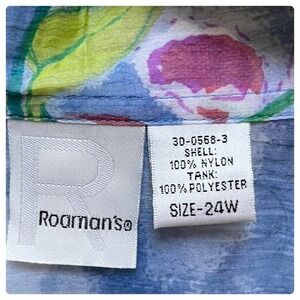 R
Roaman's®
30-0568-3
SHELL:
100% NYLON
TANK:
100% POLYESTER
SIZE-24W